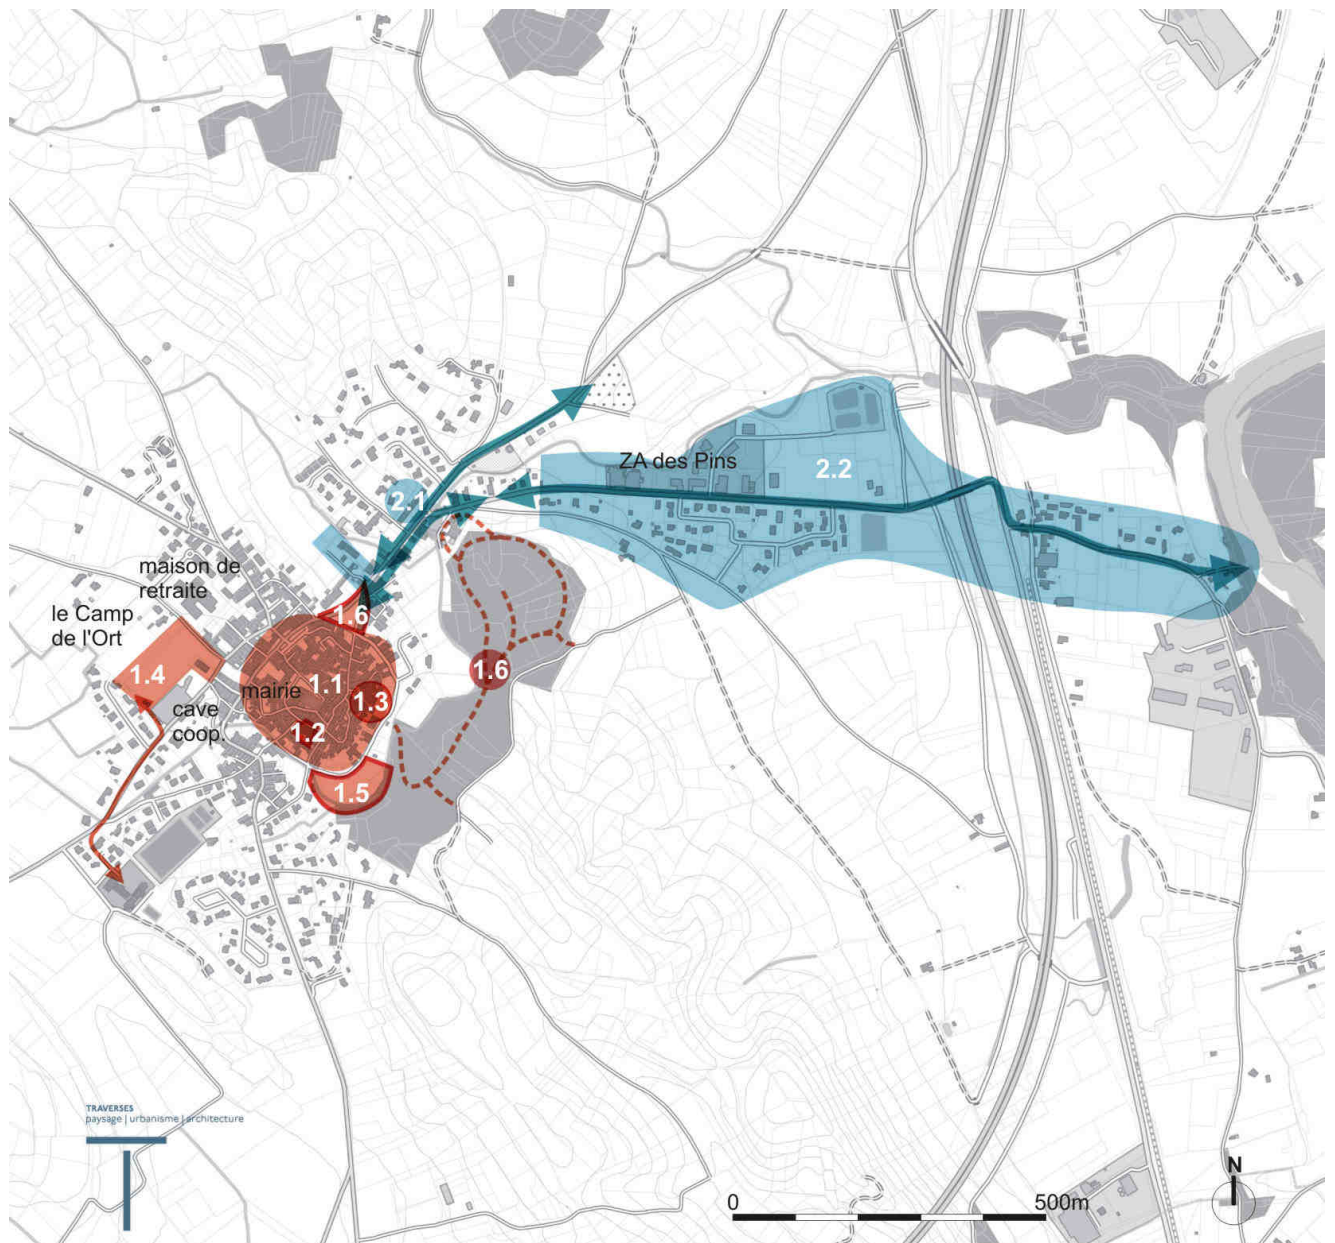 ZA des Pins
2.2
2.1
maison de
retraite
le Camp
de l'Ort
1.6
1.4
mairie
1.1
1.3
1.6
cave
coop.
1.2
1.5
TRAVERSES
paysage | urbanisme | architecture
N
0
500m